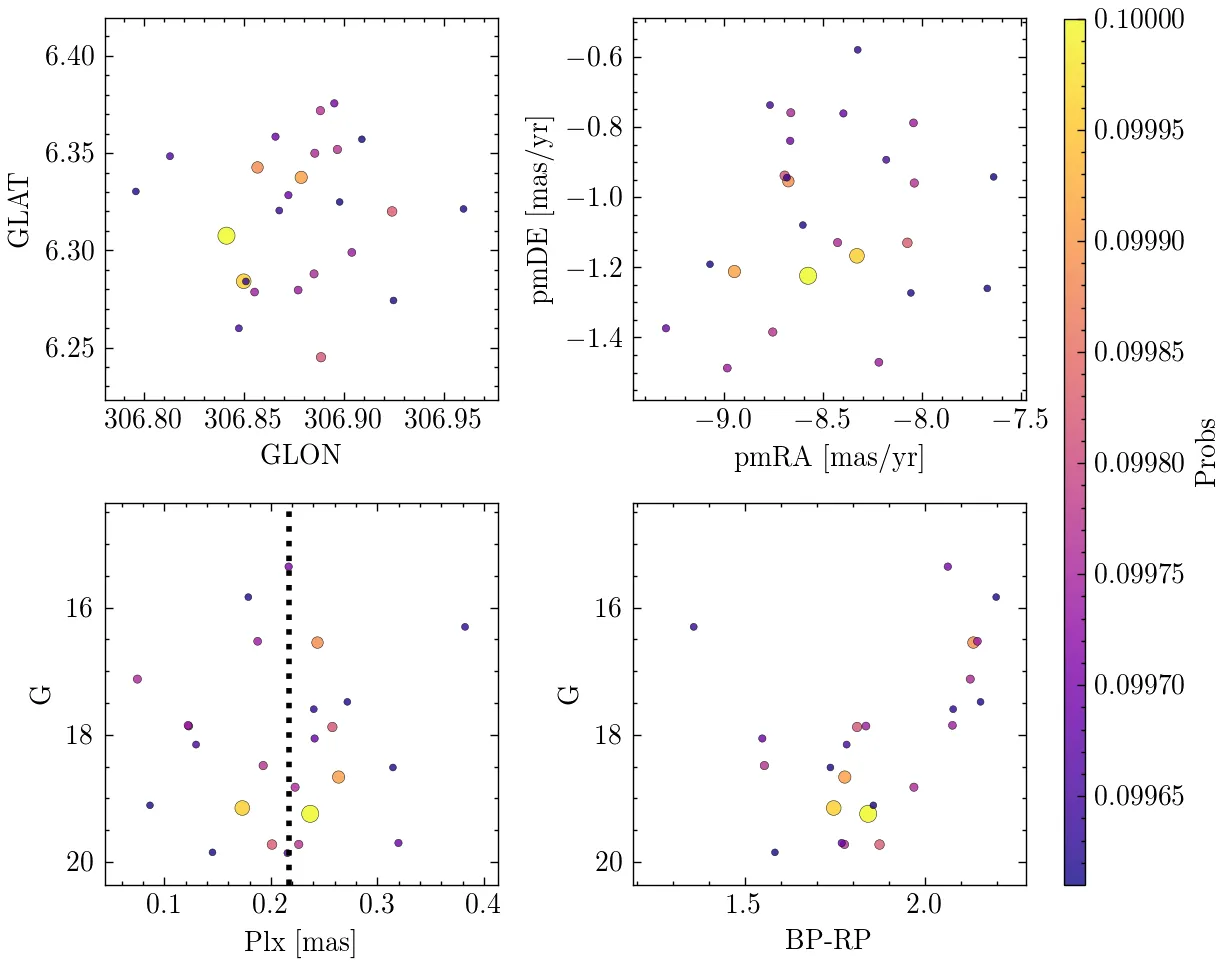 6.40
6.35
6.30
6.25
GLAT
306.80 306.85 306.90 306.95
GLON
−0.6
−0.8
−1.0
−1.2
−1.4
pmDE [mas/yr]
−9.0 −8.5 −8.0 −7.5
pmRA [mas/yr]
16
18
20
G
0.1 0.2 0.3 0.4
Plx [mas]
16
18
20
G
1.5 2.0
BP-RP
0.10000
0.09995
0.09990
0.09985
0.09980
0.09975
0.09970
0.09965
Probs